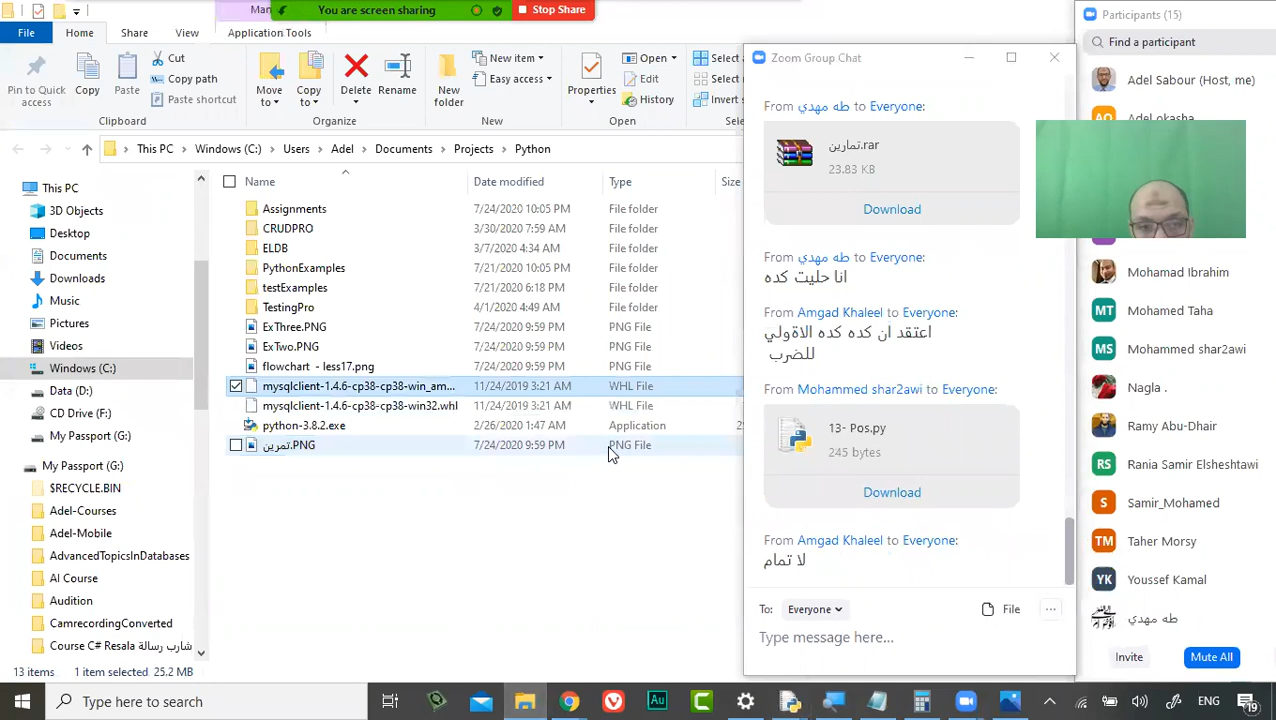 You are screen sharing
Stop Share
File
Home
Share
View
Application Tools
Pin to Quick access
Copy
Paste
Cut
Copy path
Paste shortcut
Clipboard
Move to
Copy to
Delete
Rename
Organize
New folder
New item
Easy access
New
Properties
Open
Edit
History
Open
Select
This PC
Windows (C:)
Users
Adel
Documents
Projects
Python
Name
Date modified
Type
Size
Assignments 7/24/2020 10:05 PM File folder
CRUDPRO 3/30/2020 7:59 AM File folder
ELDB 3/7/2020 4:34 AM File folder
PythonExamples 7/21/2020 10:05 PM File folder
testExamples 7/21/2020 6:18 PM File folder
TestingPro 4/1/2020 4:49 AM File folder
ExThree.PNG 7/24/2020 9:59 PM PNG File
ExTwo.PNG 7/24/2020 9:59 PM PNG File
flowchart - less17.png 7/24/2020 9:59 PM PNG File
mysqlclient-1.4.6-cp38-cp38-win_am... 11/24/2019 3:21 AM WHL File
mysqlclient-1.4.6-cp38-cp38-win32.whl 11/24/2019 3:21 AM WHL File
python-3.8.2.exe 2/26/2020 1:47 AM Application
تمرين.PNG 7/24/2020 9:59 PM PNG File
This PC
3D Objects
Desktop
Documents
Downloads
Music
Pictures
Videos
Windows (C:)
Data (D:)
CD Drive (F:)
My Passport (G:)
My Passport (G:)
$RECYCLE.BIN
Adel-Courses
Adel-Mobile
AdvancedTopicsInDatabases
AI Course
Audition
CamrecordingConverted
Course C# Resala شارب رسالة
13 items
1 item selected 25.2 MB
Zoom Group Chat
From طه مهدي to Everyone:
تمارين.rar
23.83 KB
Download
From طه مهدي to Everyone:
انا حليت كده
From Amgad Khaleel to Everyone:
اعتقد ان كده كده الاقولي
للضرب
From Mohammed shar2awi to Everyone:
13- Pos.py
245 bytes
Download
From Amgad Khaleel to Everyone:
لا تمام
To: Everyone
File
Type message here...
Participants (15)
Find a participant
Adel Sabour (Host, me)
Mohamad Ibrahim
MT Mohamed Taha
MS Mohammed shar2awi
Nagla .
Ramy Abu-Dhair
RS Rania Samir Elsheshtawi
S Samir_Mohamed
TM Taher Morsy
YK Youssef Kamal
طه مهدي
Invite
Mute All
Type here to search
Au
ENG
19